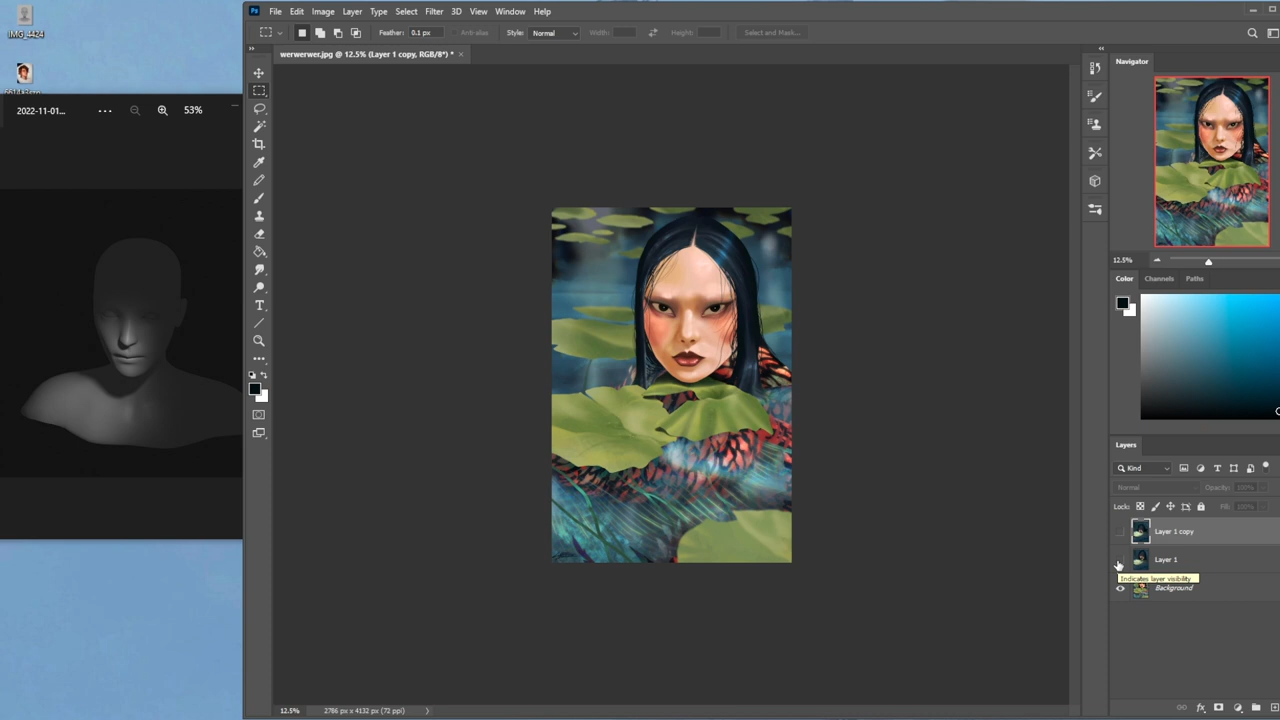 IMG_4424
2022-11-01...
53%
Ps
File Edit Image Layer Type Select Filter 3D View Window Help
Feather: 0.1 px
Anti-alias
Style: Normal
Width:
Height:
Select and Mask...
werwerwer.jpg @ 12.5% (Layer 1 copy, RGB/8*) *
Navigator
12.5%
Color Channels Paths
Layers
Kind
Normal
Opacity: 100%
Lock:
Fill: 100%
Layer 1 copy
Layer 1
Indicates layer visibility
Background
12.5% 2786 px x 4132 px (72 ppi)